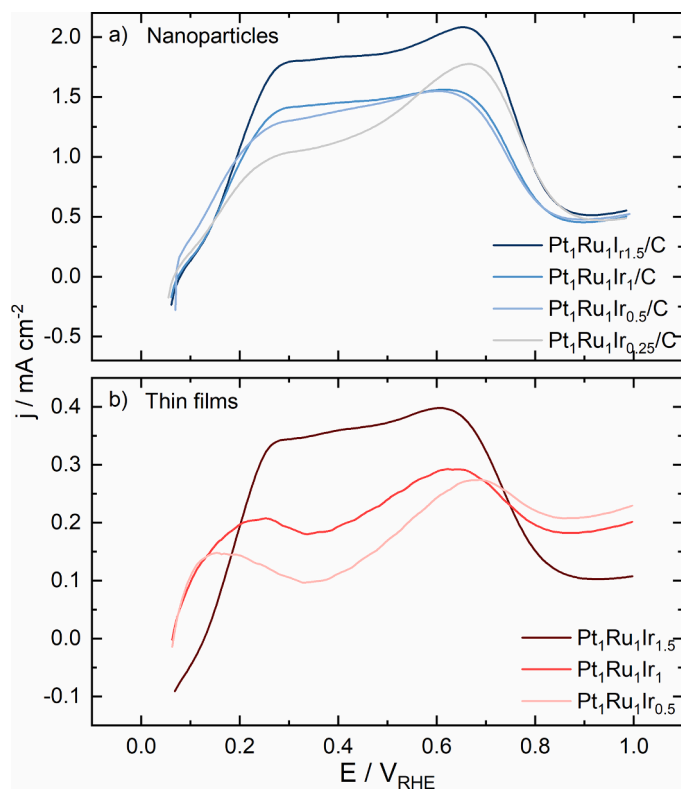 a) Nanoparticles
2.0
1.5
1.0
0.5
0.0
-0.5
Pt₁Ru₁I_r1.5/C
Pt₁Ru₁Ir₁/C
Pt₁Ru₁Ir₀.₅/C
Pt₁Ru₁Ir₀.₂₅/C
j / mA cm⁻²
b) Thin films
0.4
0.3
0.2
0.1
0.0
-0.1
Pt₁Ru₁Ir₁.₅
Pt₁Ru₁Ir₁
Pt₁Ru₁Ir₀.₅
0.0 0.2 0.4 0.6 0.8 1.0
E / V_RHE